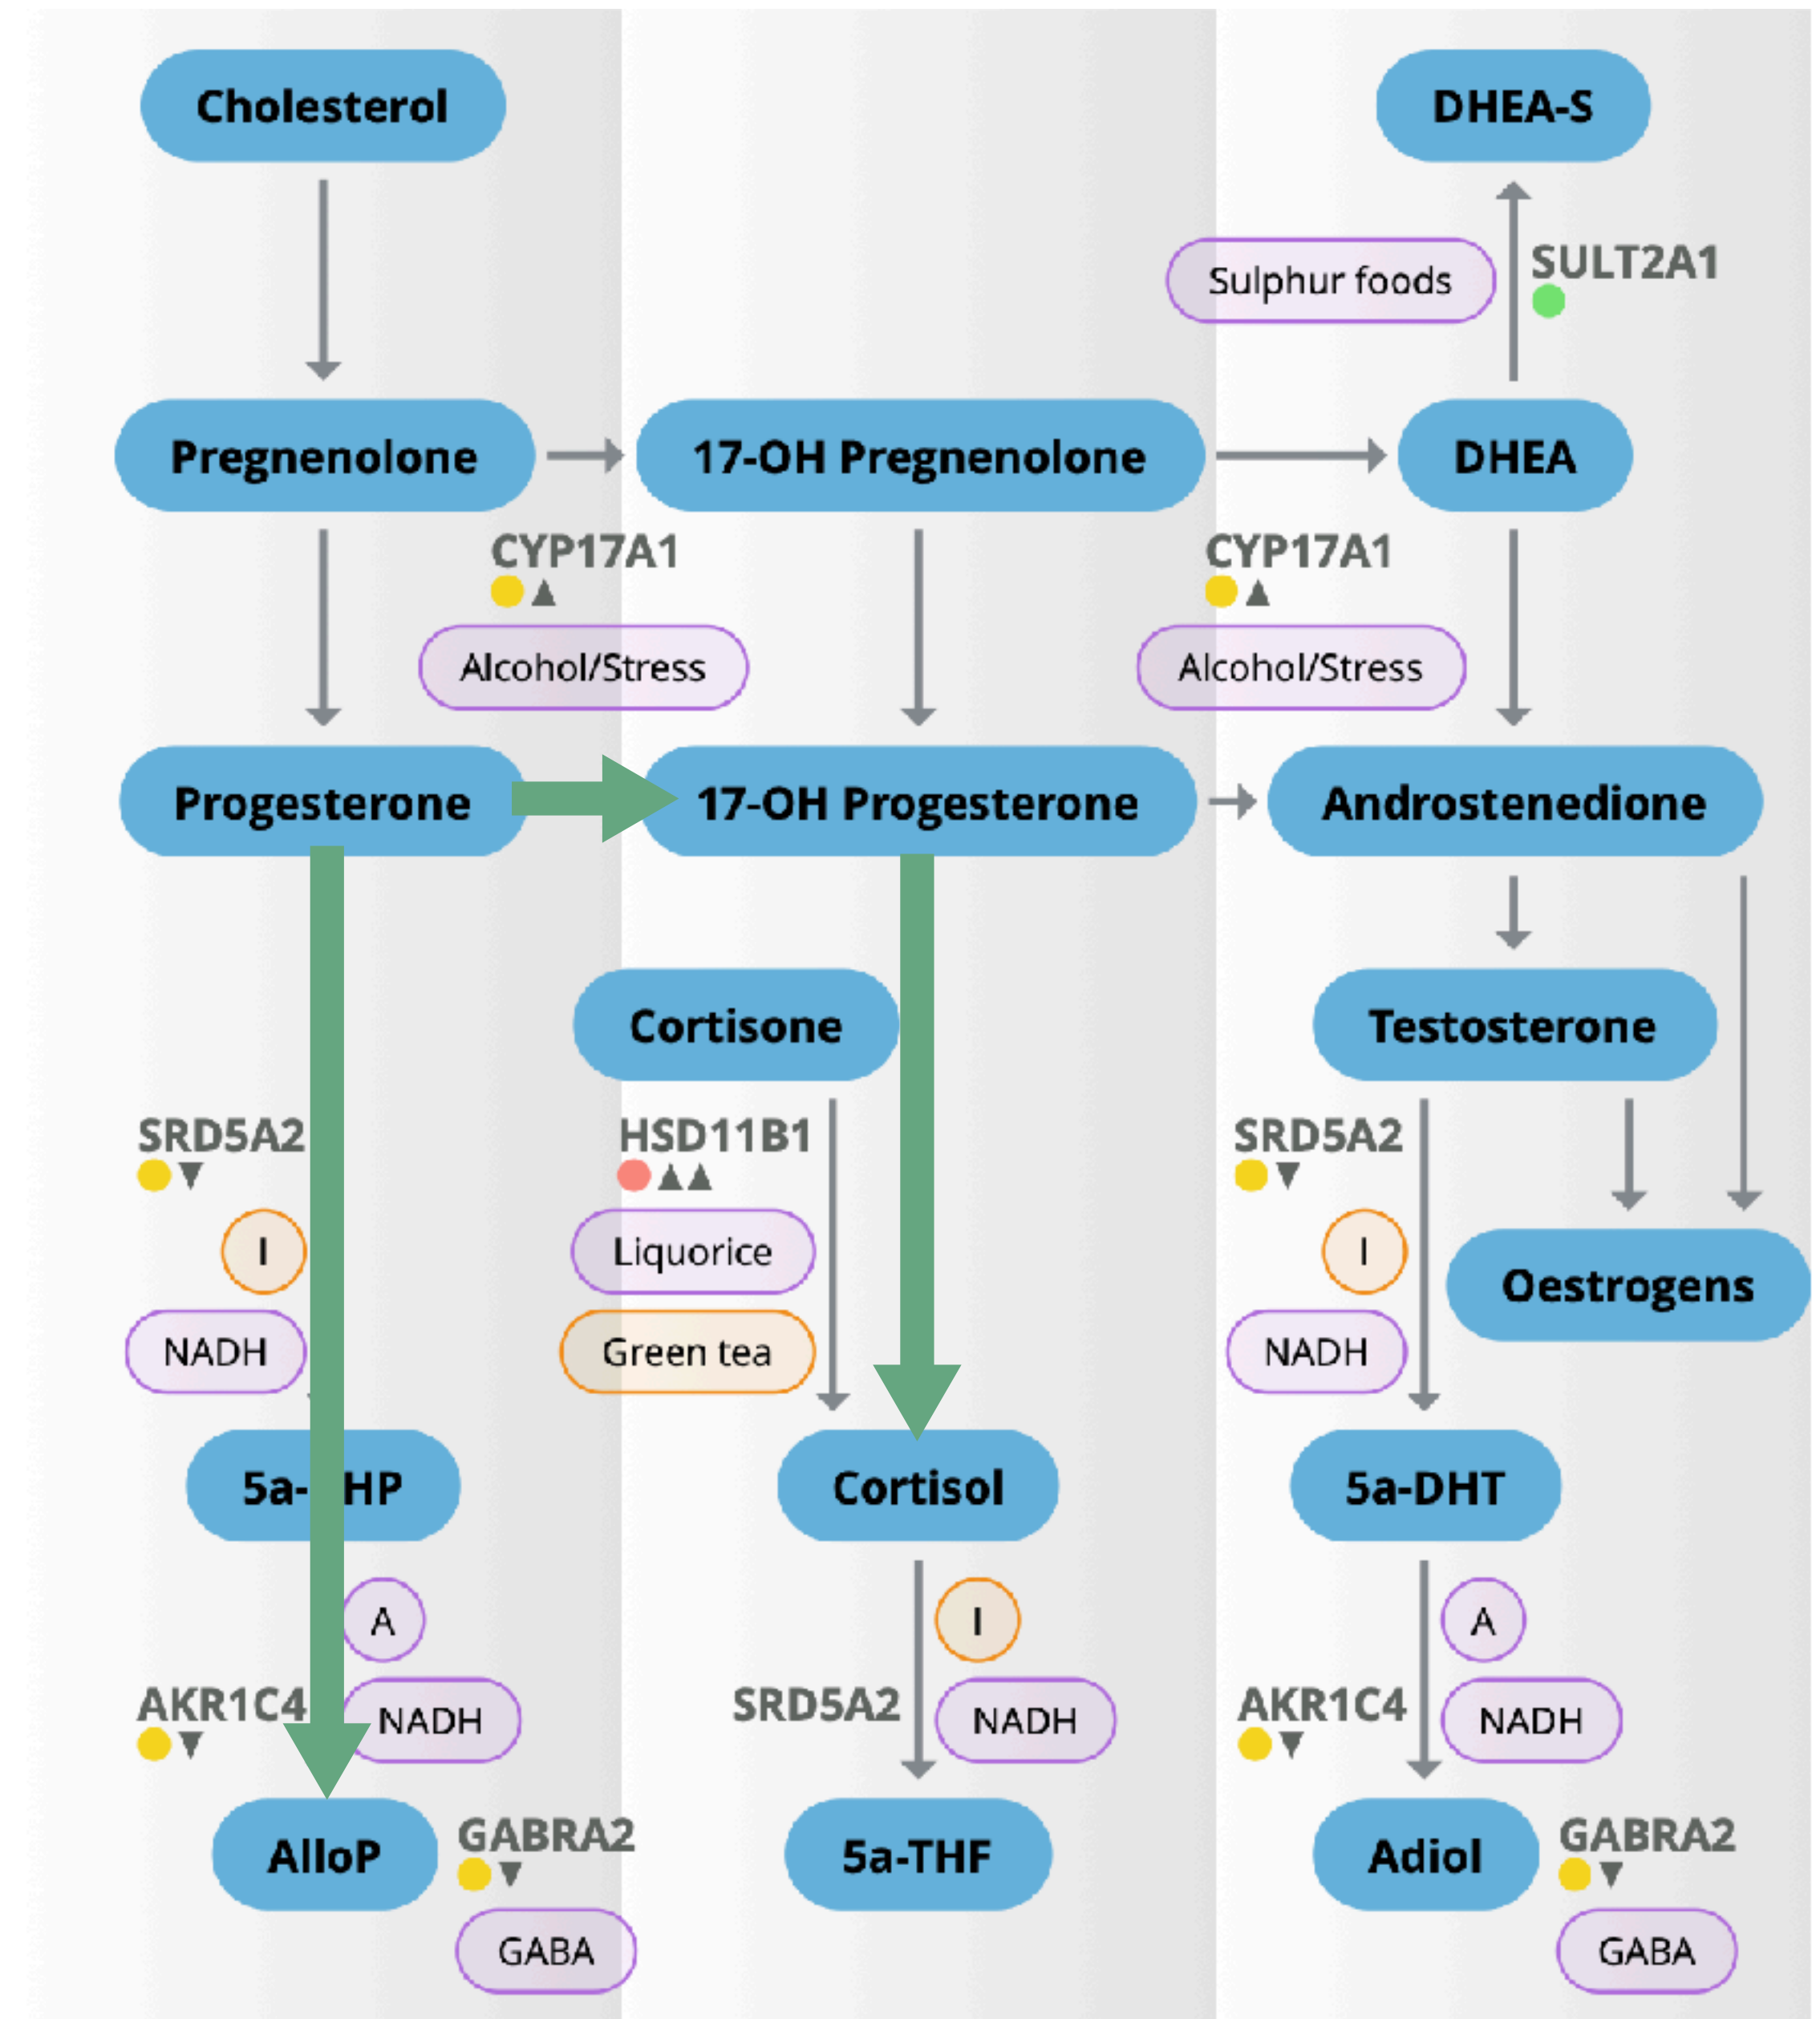 Cholesterol
DHEA-S
Sulphur foods
SULT2A1
Pregnenolone
17-OH Pregnenolone
DHEA
CYP17A1
CYP17A1
Alcohol/Stress
Alcohol/Stress
Progesterone
17-OH Progesterone
Androstenedione
Cortisone
Testosterone
SRD5A2
HSD11B1
SRD5A2
I
Liquorice
I
Oestrogens
NADH
Green tea
NADH
5a- HP
Cortisol
5a-DHT
A
I
A
AKR1C4
NADH
SRD5A2
NADH
AKR1C4
NADH
AlloP
GABRA2
5a-THF
Adiol
GABRA2
GABA
GABA